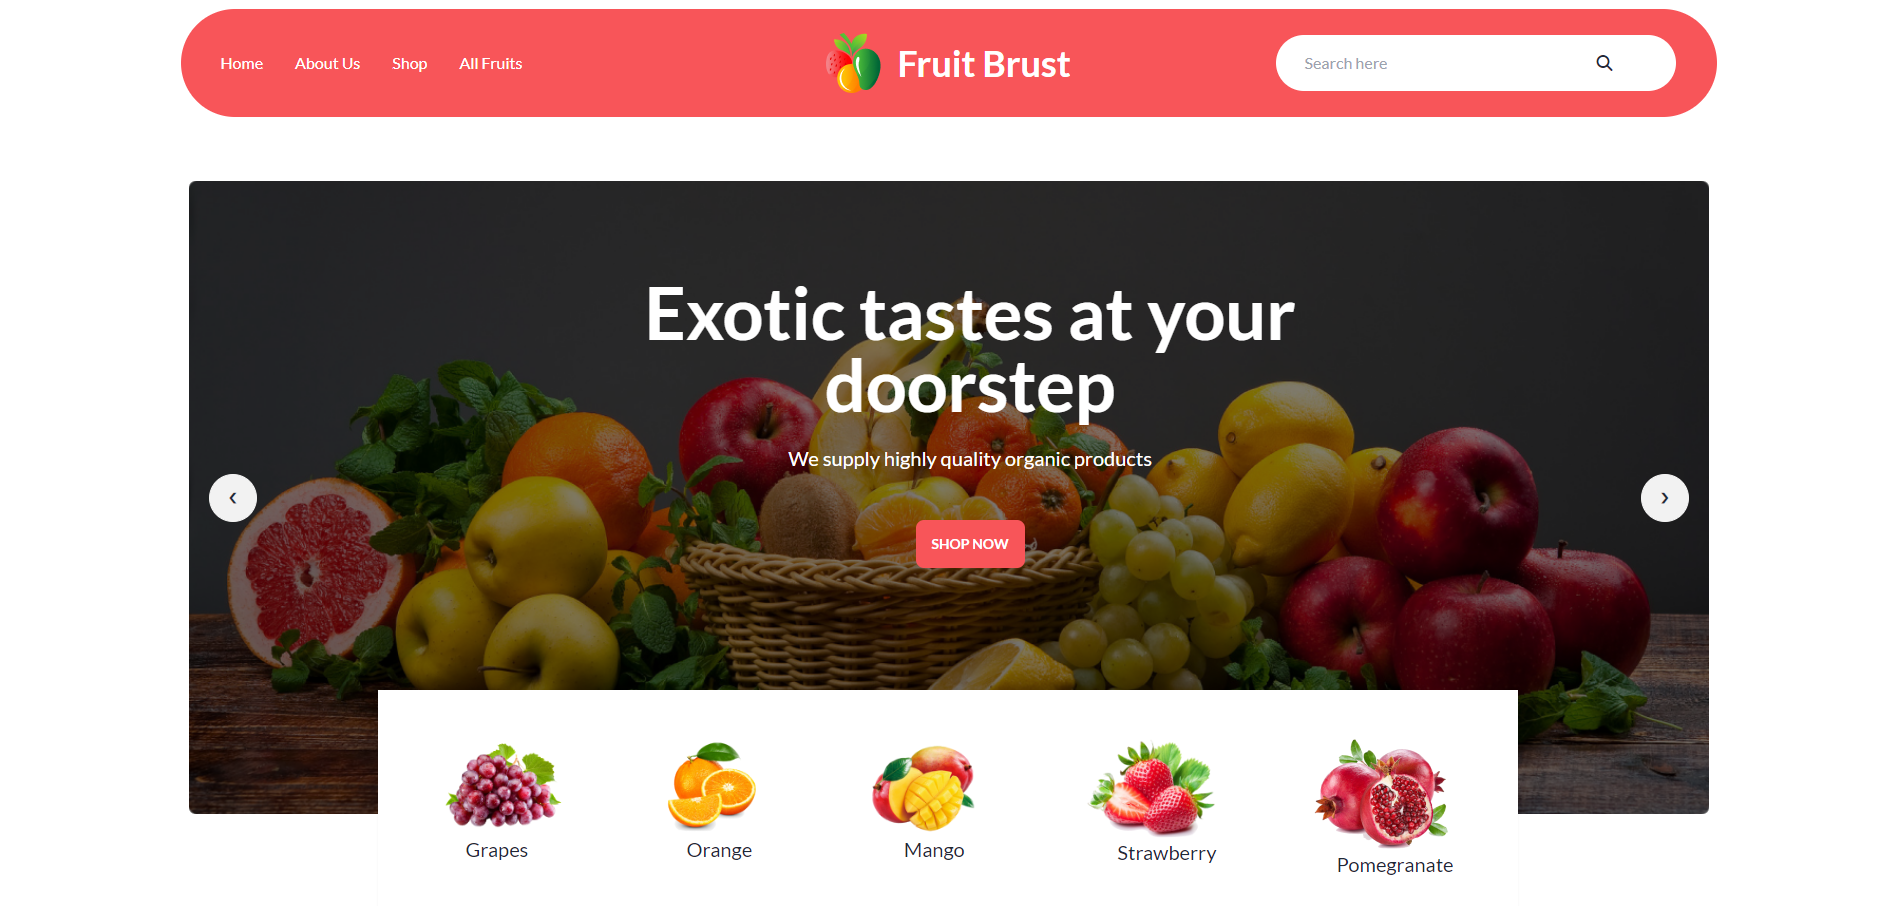 Home About Us Shop All Fruits
Fruit Brust
Search here
Exotic tastes at your
doorstep
We supply highly quality organic products
SHOP NOW
Grapes
Orange
Mango
Strawberry
Pomegranate